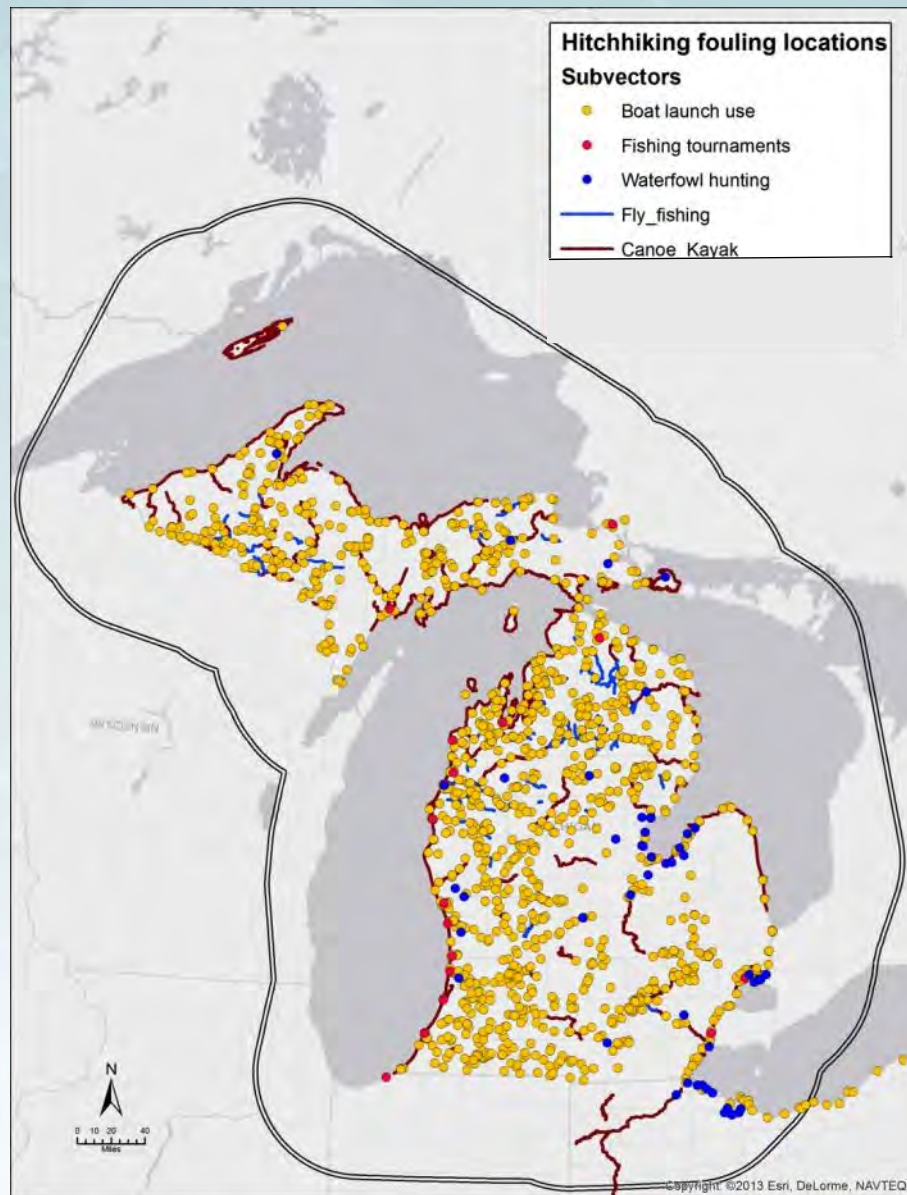 Hitchhiking fouling locations
Subvectors
Boat launch use
Fishing tournaments
Waterfowl hunting
Fly_fishing
Canoe_Kayak
N
0 10 20 40
Miles
Copyright: ©2013 Esri, DeLorme, NAVTEQ